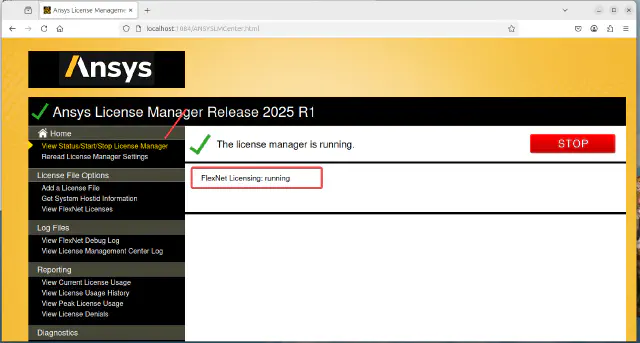 Ansys License Manageme
localhost:1084/ANSYSLMCenter.html
Ansys
Ansys License Manager Release 2025 R1
Home
View Status/Start/Stop License Manager
Reread License Manager Settings
The license manager is running.
STOP
FlexNet Licensing: running
License File Options
Add a License File
Get System Hostid Information
View FlexNet Licenses
Log Files
View FlexNet Debug Log
View License Management Center Log
Reporting
View Current License Usage
View License Usage History
View Peak License Usage
View License Denials
Diagnostics